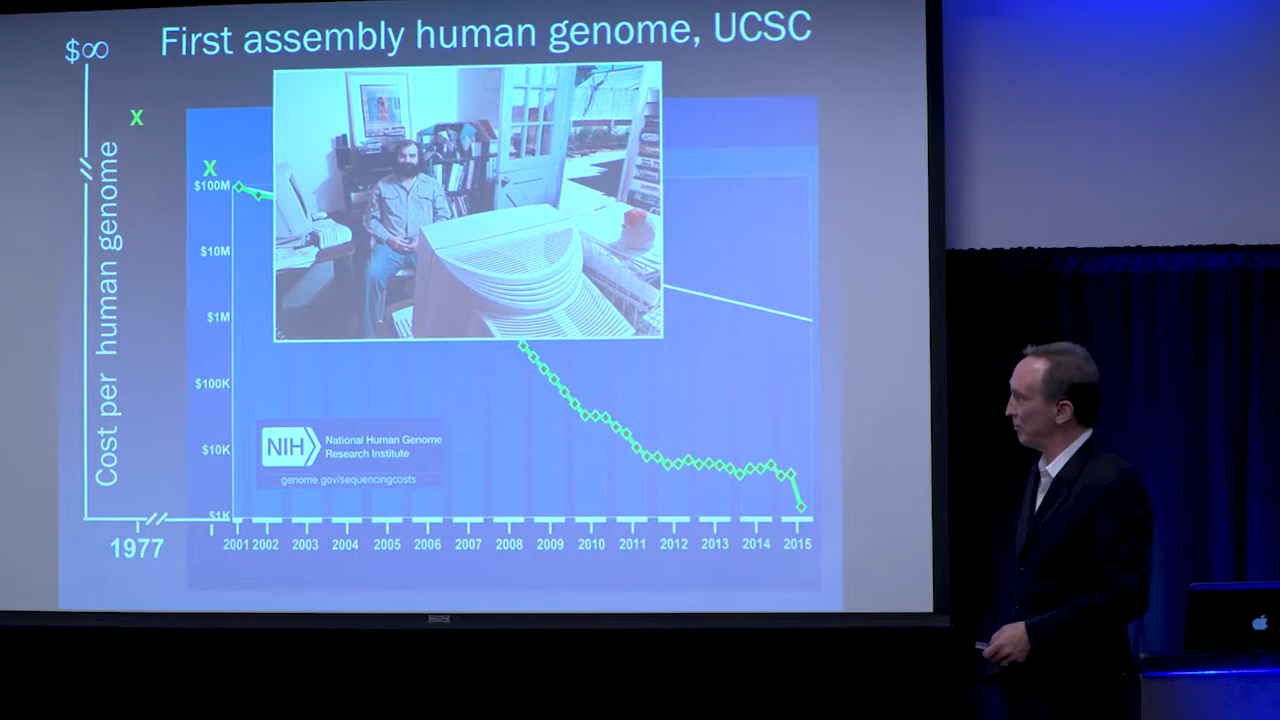 First assembly human genome, UCSC
$∞
Cost per human genome
X
X
$100M
$10M
$1M
$100K
$10K
$1K
NIH
National Human Genome
Research Institute
genome.gov/sequencingcosts
1977
2001 2002 2003 2004 2005 2006 2007 2008 2009 2010 2011 2012 2013 2014 2015